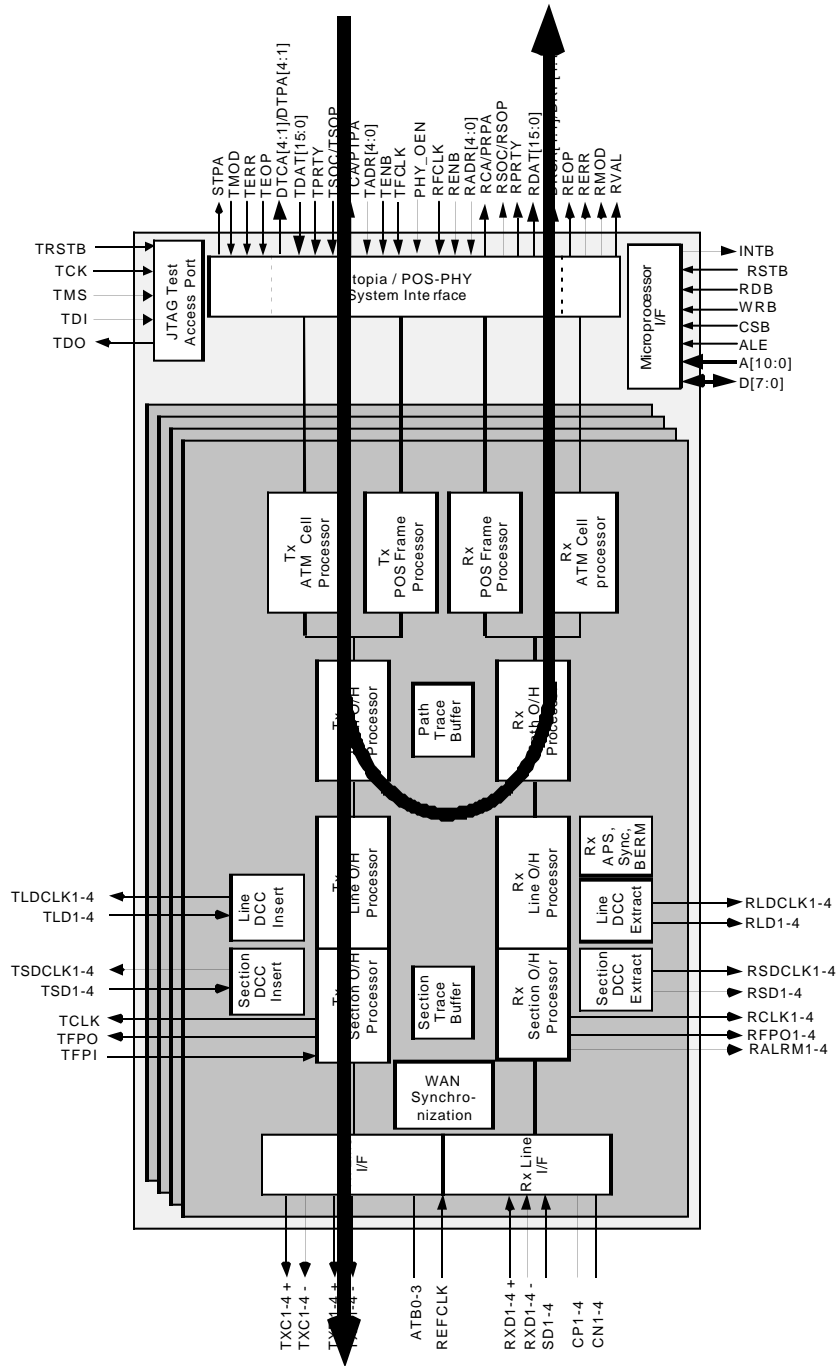 STPA
TMOD
TERR
TEOP
DTCA[4:1]/DTPA[4:1]
TDAT[15:0]
TPRTY
TSOC/TSOP
TCA/PTPA
TADR[4:0]
TENB
TFCLK
PHY_OEN
RFCLK
RENB
RADR[4:0]
RCA/PRPA
RSOC/RSOP
RPRTY
RDAT[15:0]
REOP
RERR
RMOD
RVAL
TRSTB
TCK
TMS
TDI
TDO
JTAG Test
Access Port
/ POS-PHY
System Interface
Microprocessor
I/F
INTB
RSTB
RDB
WRB
CSB
ALE
A[10:0]
D[7:0]
Tx
ATM Cell
Processor
Tx
POS Frame
Processor
Rx
POS Frame
Processor
Rx
ATM Cell
processor
O/H
Processor
Path
Trace
Buffer
Rx
O/H
Processor
Line O/H
Processor
Rx
Line O/H
Processor
Rx
APS,
Sync,
BERM
TLDCLK1-4
TLD1-4
Line
DCC
Insert
Line
DCC
Extract
RLDCLK1-4
RLD1-4
TSDCLK1-4
TSD1-4
Section
DCC
Insert
Section O/H
Processor
Section
Trace
Buffer
Rx
Section O/H
Processor
Section
DCC
Extract
RSDCLK1-4
RSD1-4
TCLK
TFPO
TFPI
RCLK1-4
RFPO1-4
RALRM1-4
WAN
Synchro-
nization
I/F
Rx Line
I/F
TXC1-4 +
TXC1-4 -
ATB0-3
REFCLK
RXD1-4 +
RXD1-4 -
SD1-4
CP1-4
CN1-4